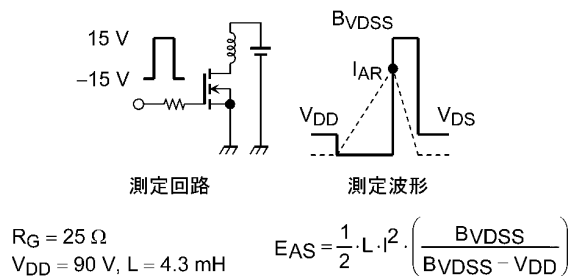 15 V
−15 V
BVDSS
IAR
VDD
VDS
測定回路
測定波形
RG = 25 Ω
VDD = 90 V, L = 4.3 mH
EAS = 1/2·L·I²·(BVDSS / (BVDSS − VDD))